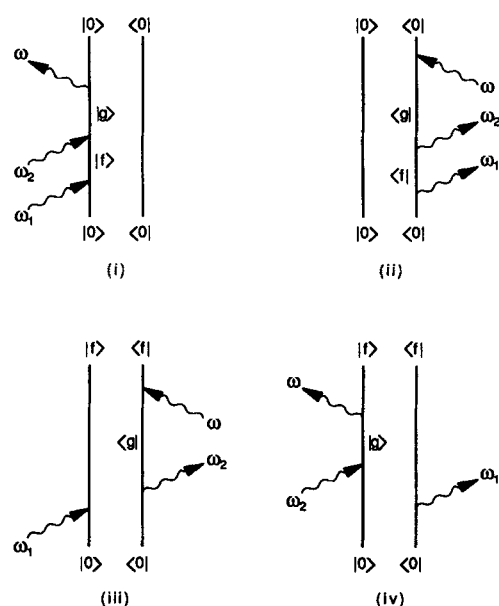 |0> <0| |0> <0|
ω
|g> <g| ω
ω₂ |f> ω₂
<f|
ω₁ ω₁
|0> <0| |0> <0|
(i) (ii)
|f> <f| |f> <f|
ω
<g| ω |g>
ω₂ ω₁
ω₂
ω₁
|0> <0| |0> <0|
(iii) (iv)